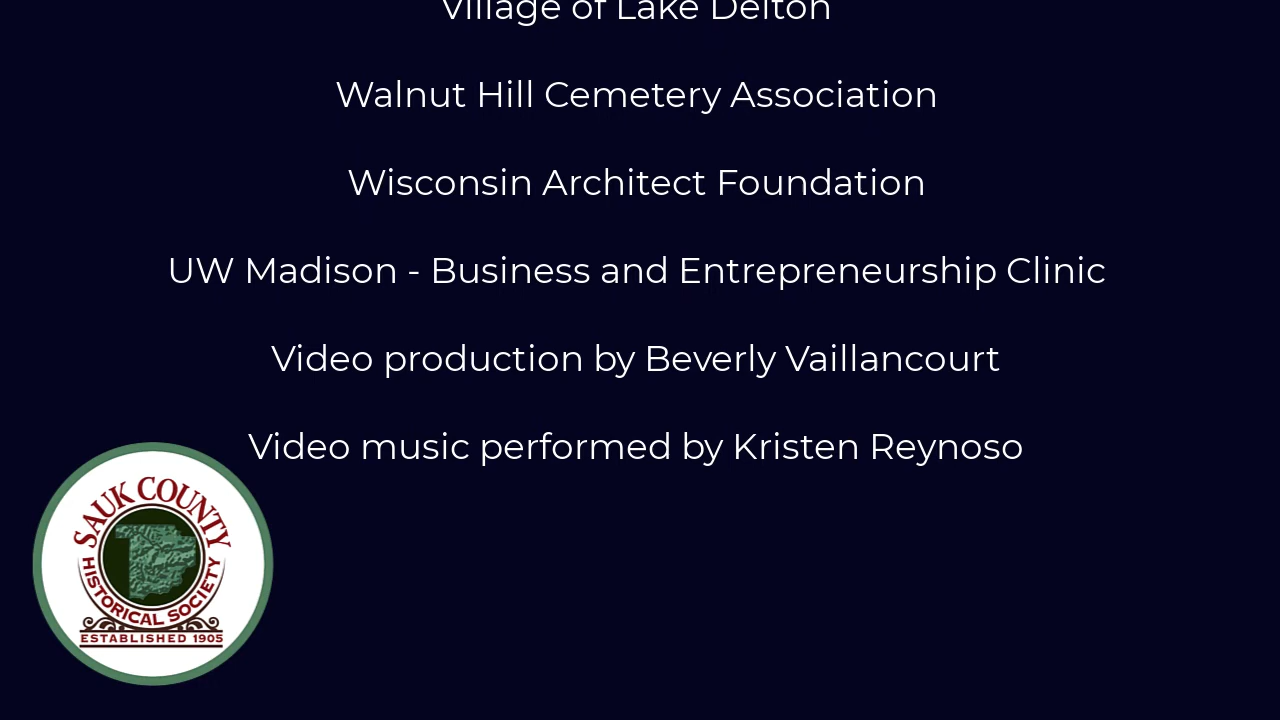 Village of Lake Delton
Walnut Hill Cemetery Association
Wisconsin Architect Foundation
UW Madison - Business and Entrepreneurship Clinic
Video production by Beverly Vaillancourt
Video music performed by Kristen Reynoso
SAUK COUNTY
HISTORICAL SOCIETY
ESTABLISHED 1905